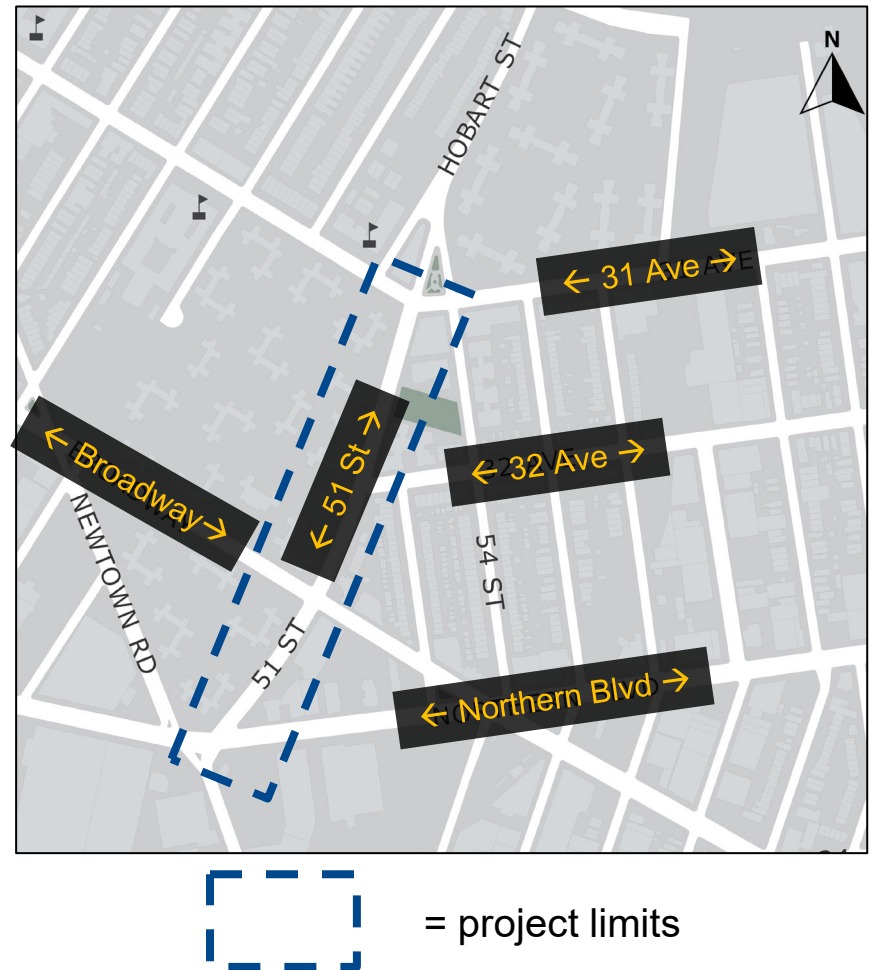 N
HOBART ST
← 31 Ave →
← 51 St →
← 32 Ave →
← Broadway →
NEWTOWN RD
54 ST
51 ST
← Northern Blvd →
= project limits